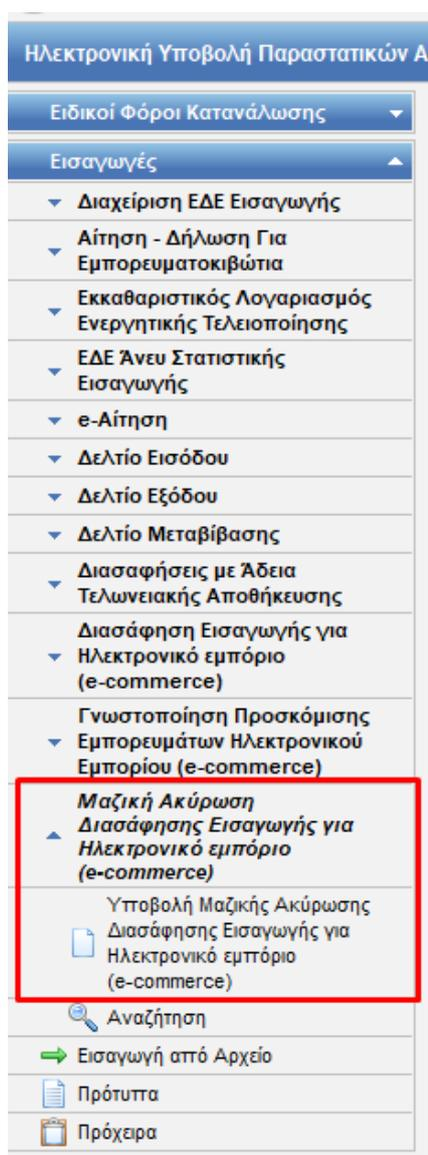 Ηλεκτρονική Υποβολή Παραστατικών Α
Ειδικοί Φόροι Κατανάλωσης
Εισαγωγές
Διαχείριση ΕΔΕ Εισαγωγής
Αίτηση - Δήλωση Για
Εμπορευματοκιβώτια
Εκκαθαριστικός Λογαριασμός
Ενεργητικής Τελειοποίησης
ΕΔΕ Άνευ Στατιστικής
Εισαγωγής
e-Αίτηση
Δελτίο Εισόδου
Δελτίο Εξόδου
Δελτίο Μεταβίβασης
Διασαφήσεις με Άδεια
Τελωνειακής Αποθήκευσης
Διασάφηση Εισαγωγής για
Ηλεκτρονικό εμπόριο
(e-commerce)
Γνωστοποίηση Προσκόμισης
Εμπορευμάτων Ηλεκτρονικού
Εμπορίου (e-commerce)
Μαζική Ακύρωση
Διασάφησης Εισαγωγής για
Ηλεκτρονικό εμπόριο
(e-commerce)
Υποβολή Μαζικής Ακύρωσης
Διασάφησης Εισαγωγής για
Ηλεκτρονικό εμπόριο
(e-commerce)
Αναζήτηση
Εισαγωγή από Αρχείο
Πρότυπα
Πρόχειρα